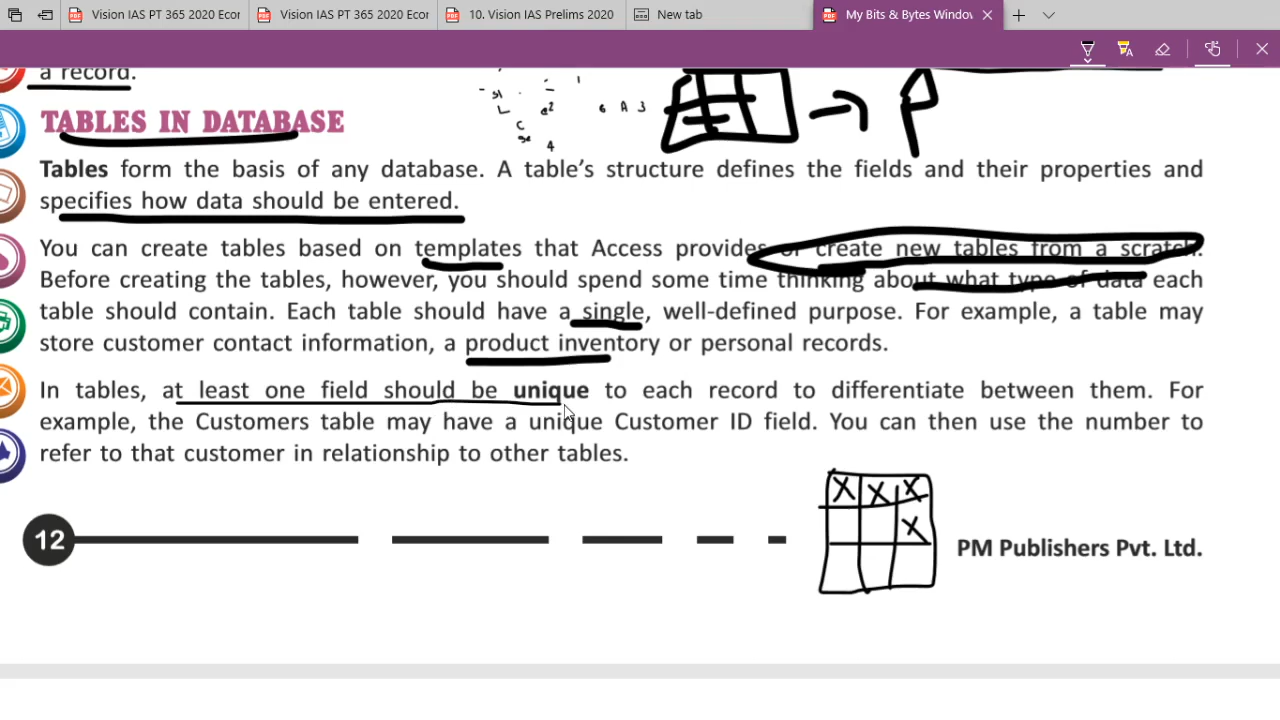 Vision IAS PT 365 2020 Econ
Vision IAS PT 365 2020 Econ
10. Vision IAS Prelims 2020
New tab
My Bits & Bytes Window
a record.
TABLES IN DATABASE
Tables form the basis of any database. A table's structure defines the fields and their properties and
specifies how data should be entered.
You can create tables based on templates that Access provides or create new tables from a scratch.
Before creating the tables, however, you should spend some time thinking about what type of data each
table should contain. Each table should have a single, well-defined purpose. For example, a table may
store customer contact information, a product inventory or personal records.
In tables, at least one field should be unique to each record to differentiate between them. For
example, the Customers table may have a unique Customer ID field. You can then use the number to
refer to that customer in relationship to other tables.
X X X
X
12
PM Publishers Pvt. Ltd.